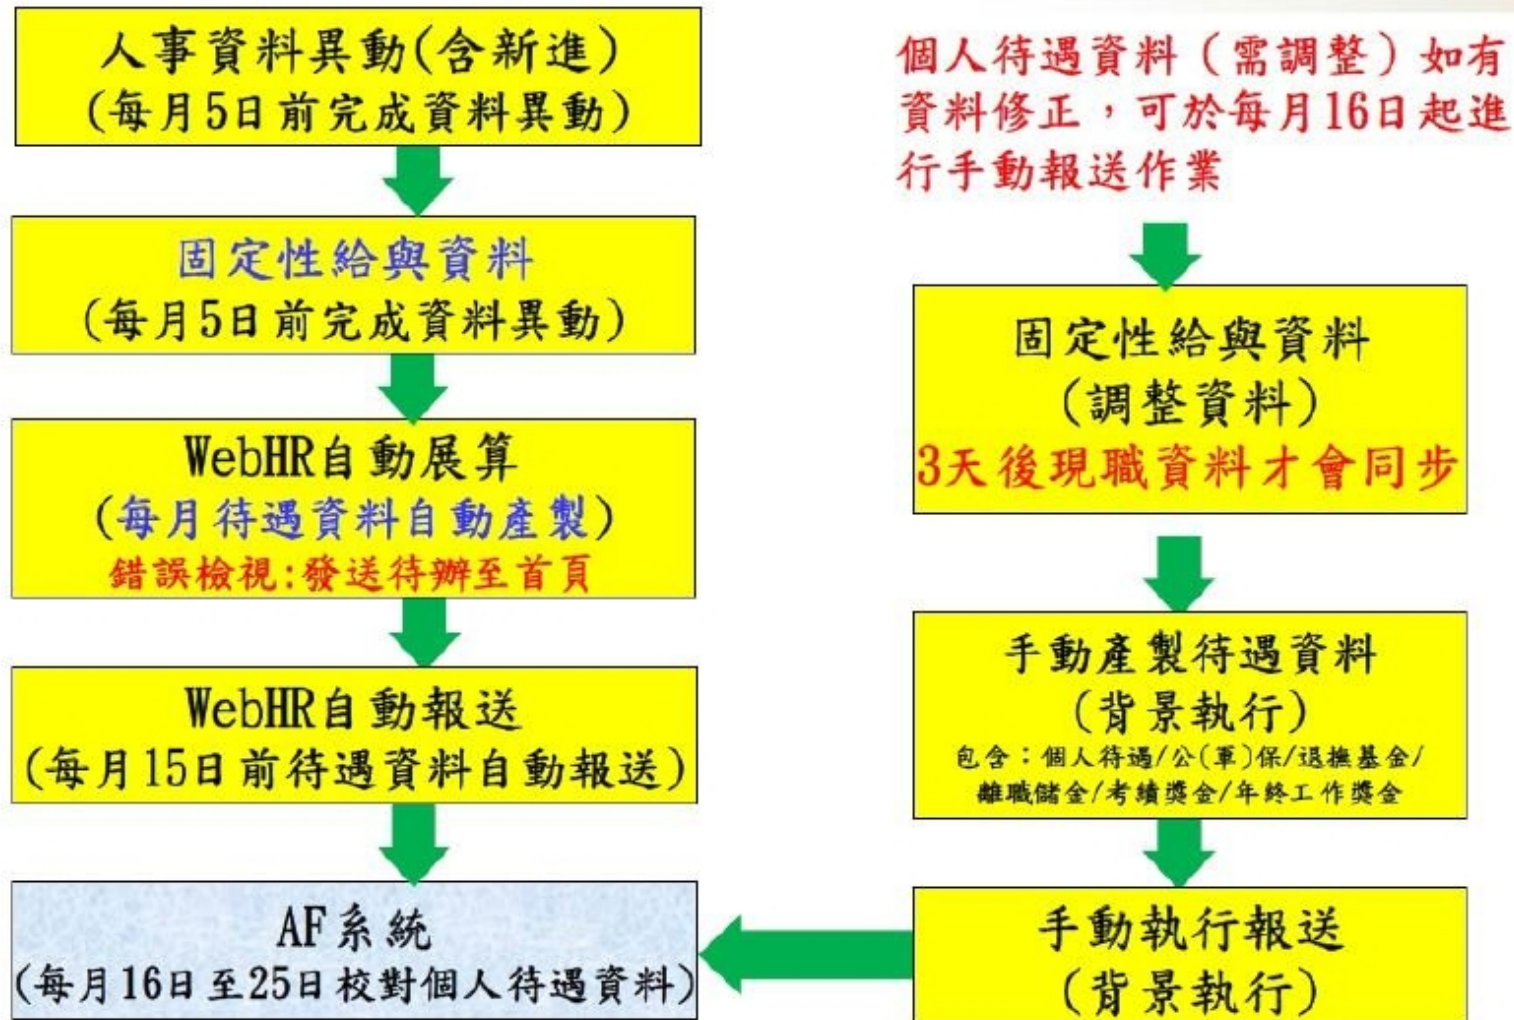 人事資料異動(含新進)
(每月5日前完成資料異動)
固定性給與資料
(每月5日前完成資料異動)
WebHR自動展算
(每月待遇資料自動產製)
錯誤檢視:發送待辦至首頁
WebHR自動報送
(每月15日前待遇資料自動報送)
AF系統
(每月16日至25日校對個人待遇資料)
個人待遇資料（需調整）如有
資料修正，可於每月16日起進
行手動報送作業
固定性給與資料
(調整資料)
3天後現職資料才會同步
手動產製待遇資料
(背景執行)
包含：個人待遇/公(軍)保/退撫基金/
離職儲金/考績獎金/年終工作獎金
手動執行報送
(背景執行)